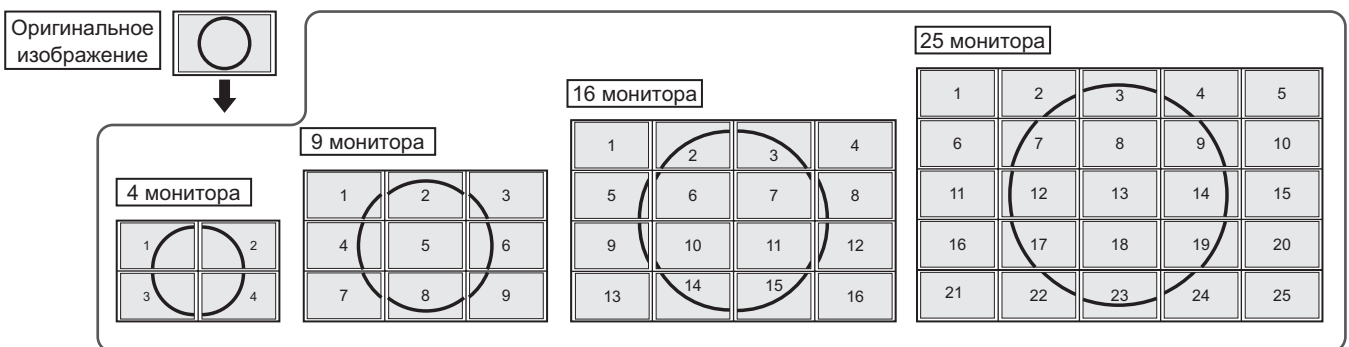 Оригинальное
изображение
4 монитора
1 2
3 4
9 монитора
1 2 3
4 5 6
7 8 9
16 монитора
1 2 3 4
5 6 7 8
9 10 11 12
13 14 15 16
25 монитора
1 2 3 4 5
6 7 8 9 10
11 12 13 14 15
16 17 18 19 20
21 22 23 24 25